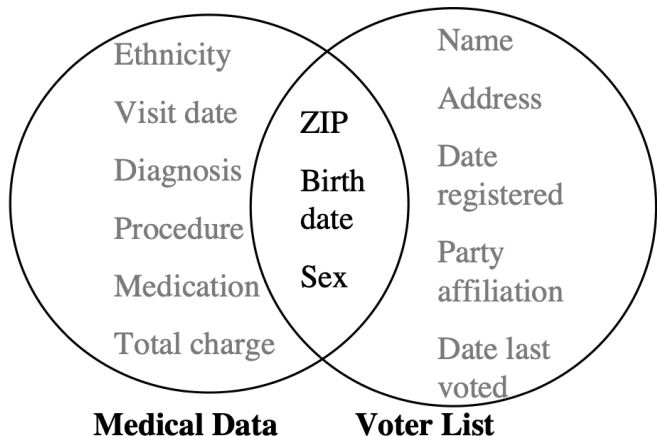 Ethnicity
Visit date
Diagnosis
Procedure
Medication
Total charge
ZIP
Birth
date
Sex
Name
Address
Date
registered
Party
affiliation
Date last
voted
Medical Data
Voter List